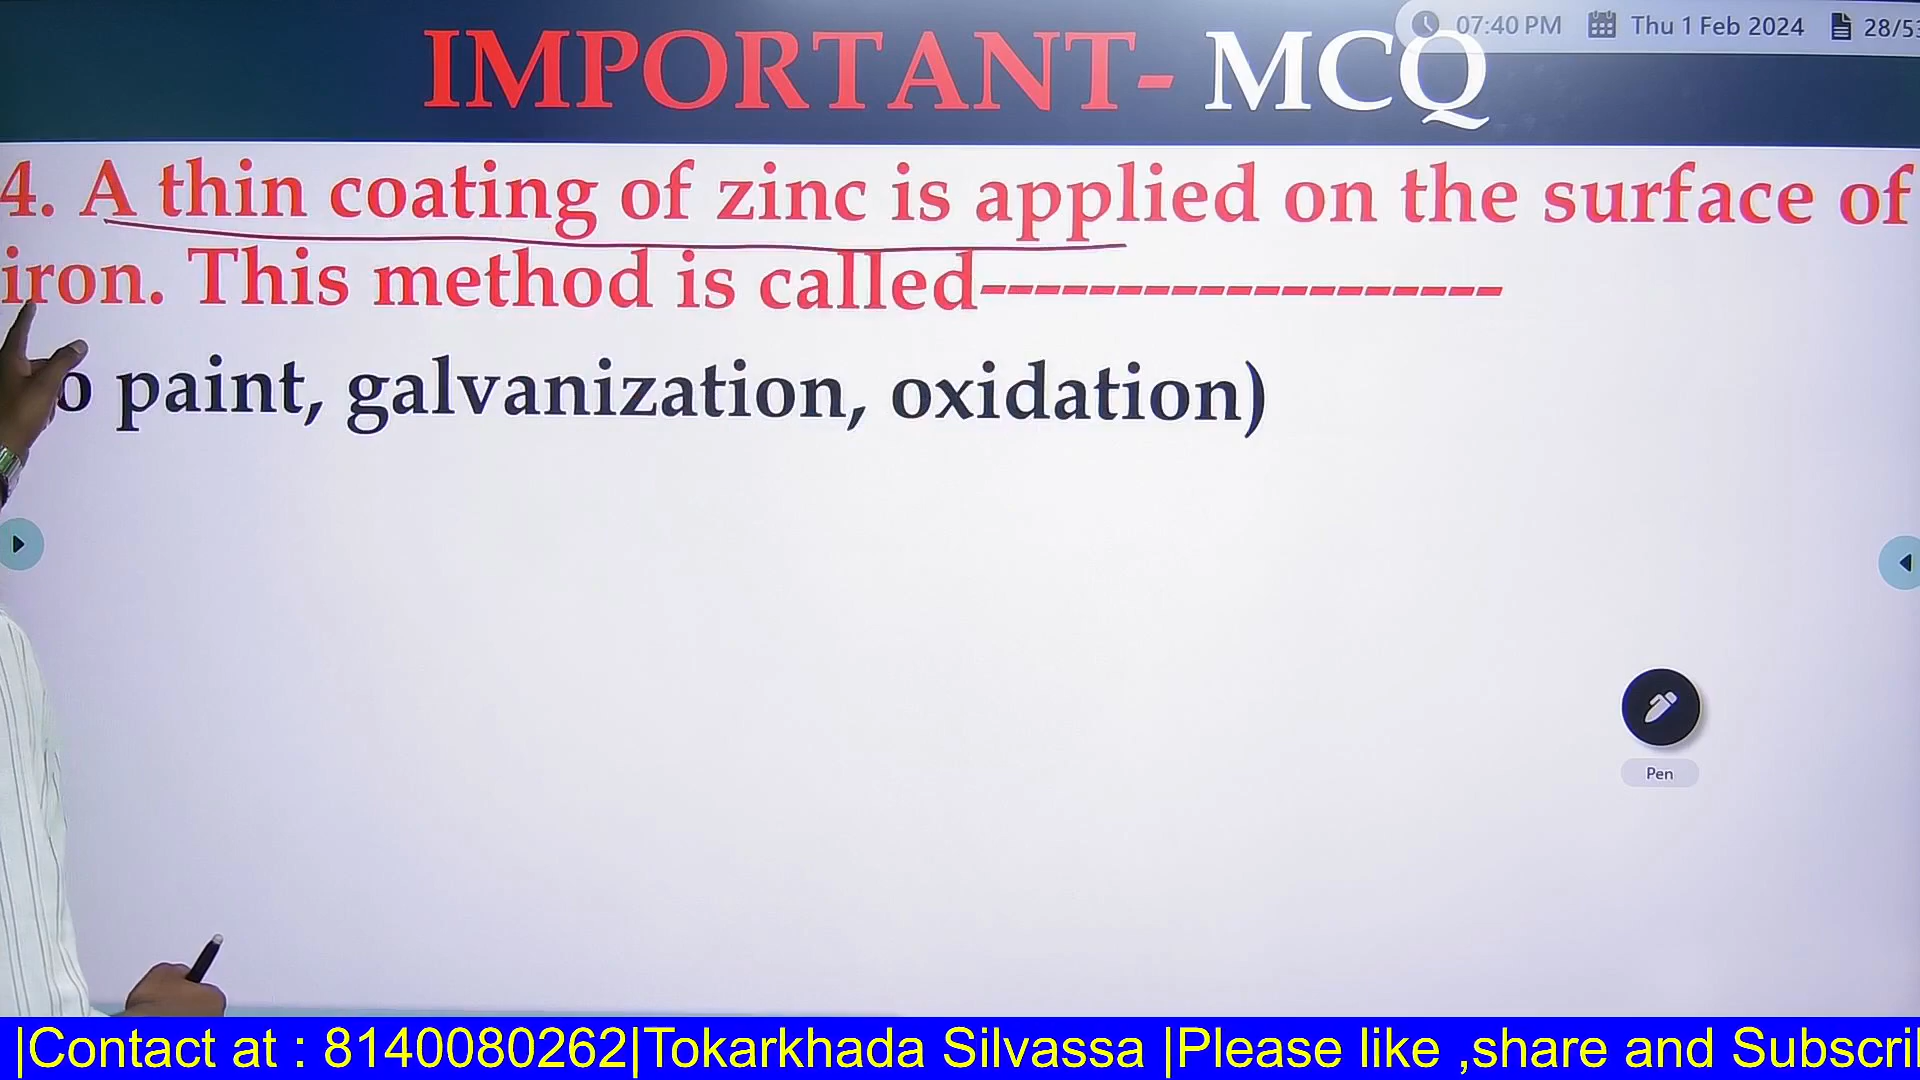 IMPORTANT- MCQ
07:40 PM Thu 1 Feb 2024
4. A thin coating of zinc is applied on the surface of
iron. This method is called-------------------
paint, galvanization, oxidation)
Pen
|Contact at : 8140080262|Tokarkhada Silvassa |Please like ,share and